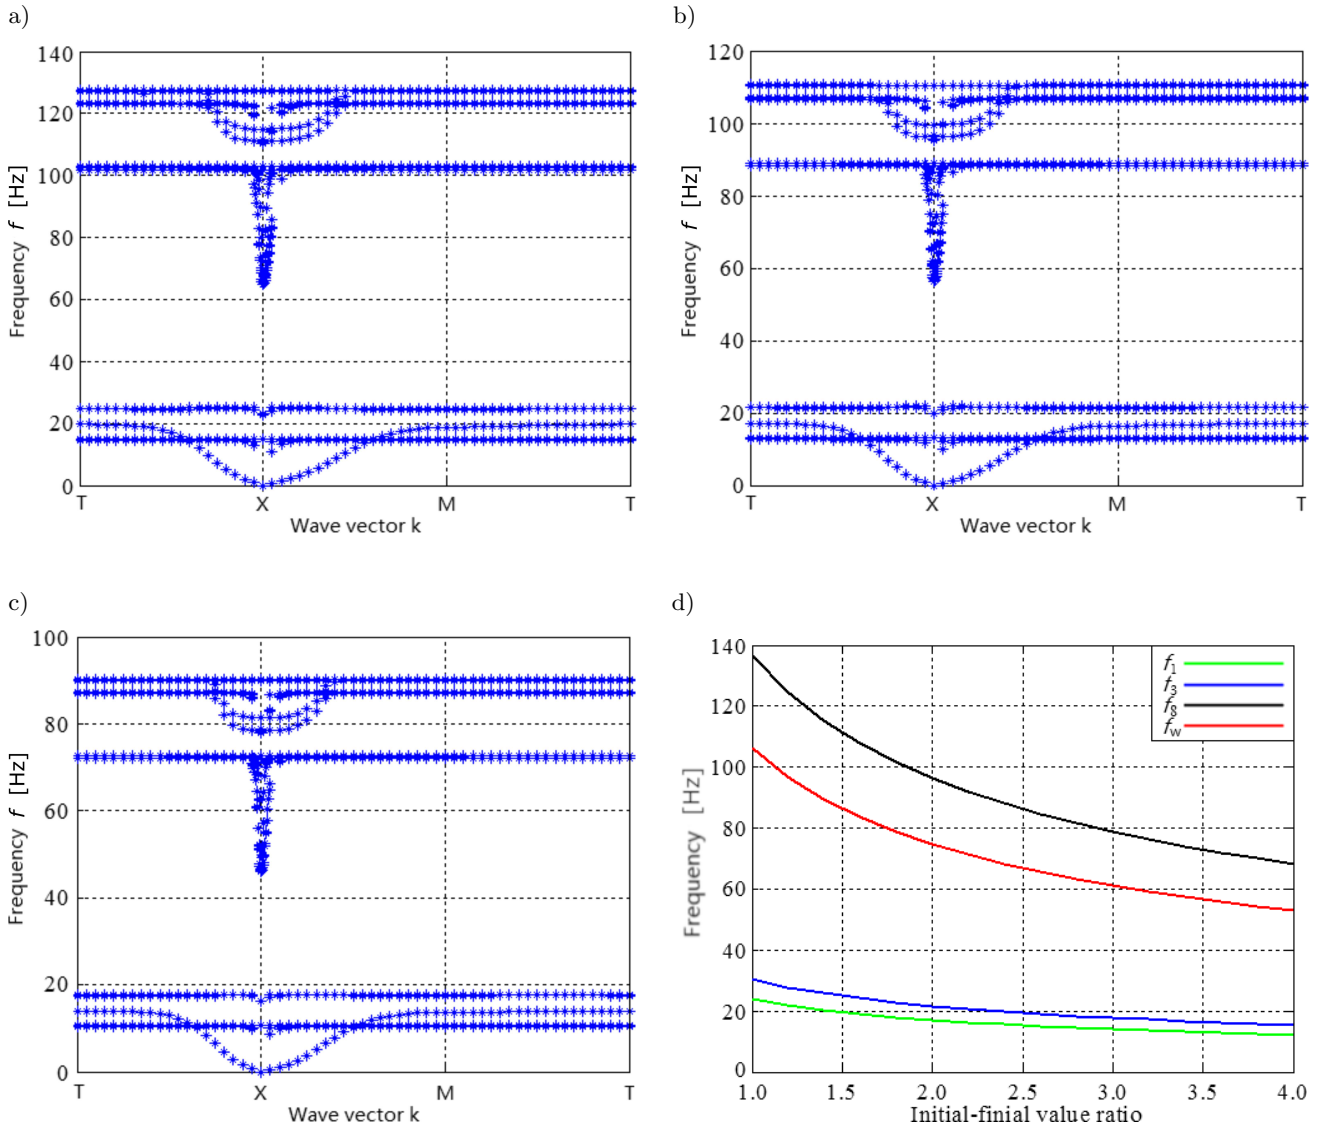 a)
140
120
100
80
60
40
20
0
Frequency f [Hz]
T X M T
Wave vector k
b)
120
100
80
60
40
20
0
Frequency f [Hz]
T X M T
Wave vector k
c)
100
80
60
40
20
0
Frequency f [Hz]
T X M T
Wave vector k
d)
140
120
100
80
60
40
20
0
Frequency [Hz]
f1
f3
f8
fw
1.0 1.5 2.0 2.5 3.0 3.5 4.0
Initial-finial value ratio